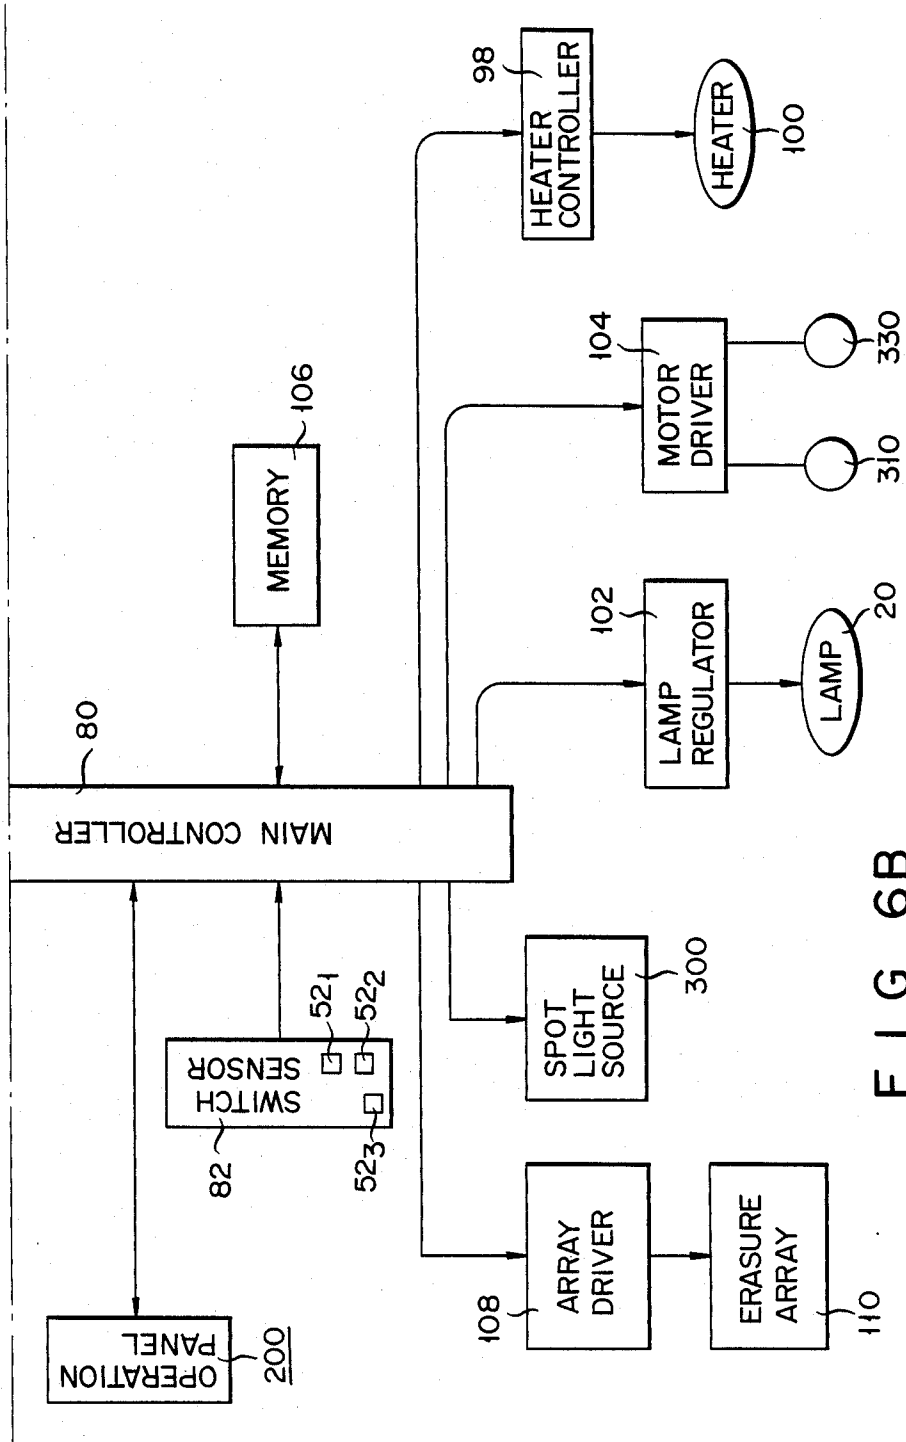 OPERATION
PANEL
200
SWITCH
SENSOR
82
52₁
52₂
52₃
MAIN CONTROLLER
80
MEMORY
106
ARRAY
DRIVER
108
ERASURE
ARRAY
110
SPOT
LIGHT
SOURCE
300
LAMP
REGULATOR
102
LAMP
20
MOTOR
DRIVER
104
310
330
HEATER
CONTROLLER
98
HEATER
100
FIG 6B